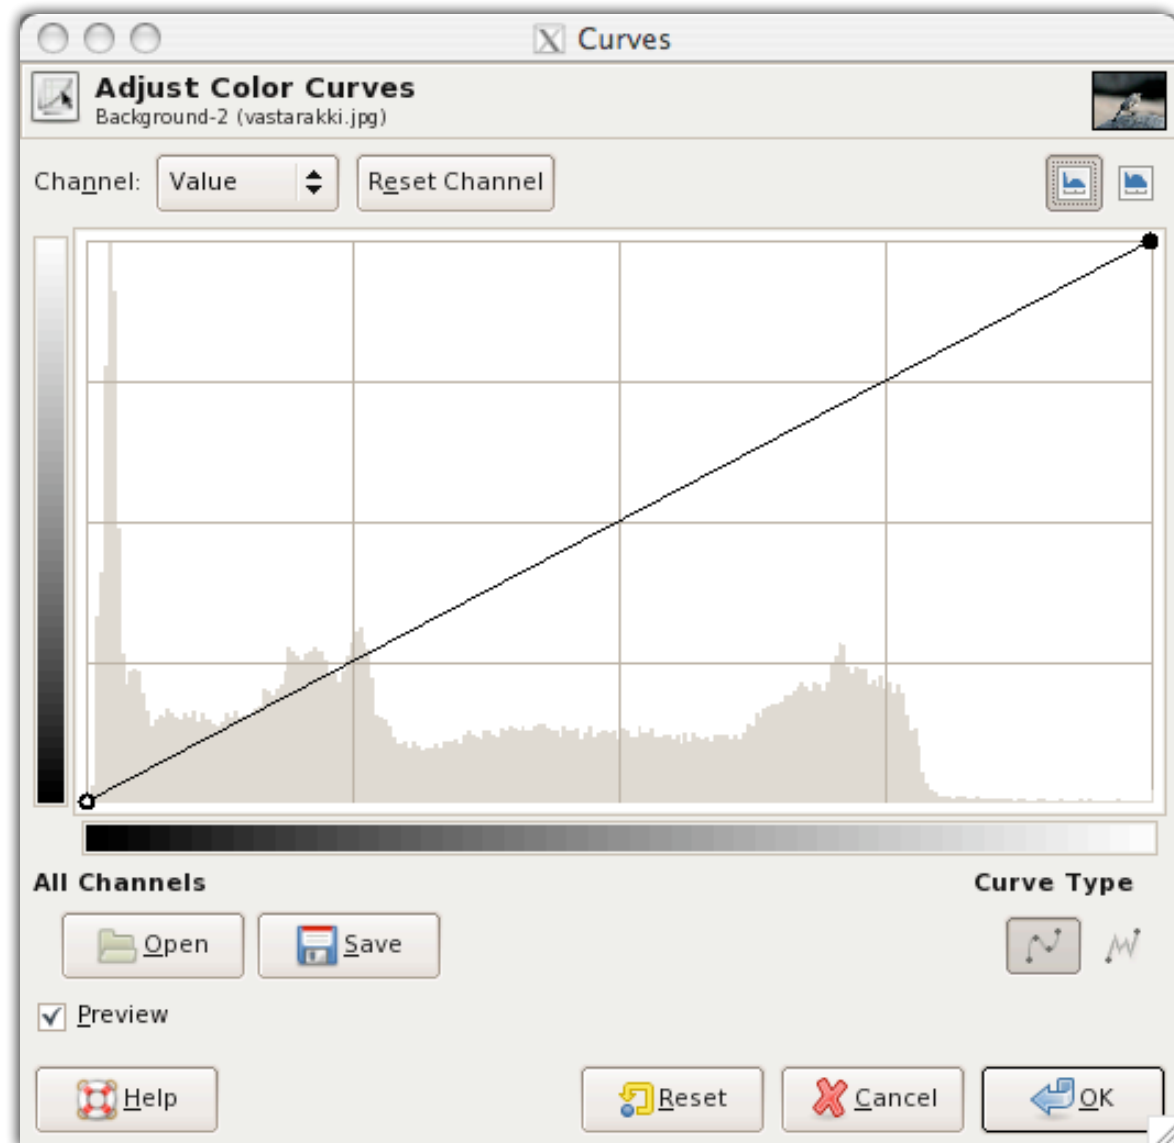 Curves
Adjust Color Curves
Background-2 (vastarakki.jpg)
Channel: Value Reset Channel
All Channels Curve Type
Open Save
Preview
Help Reset Cancel OK